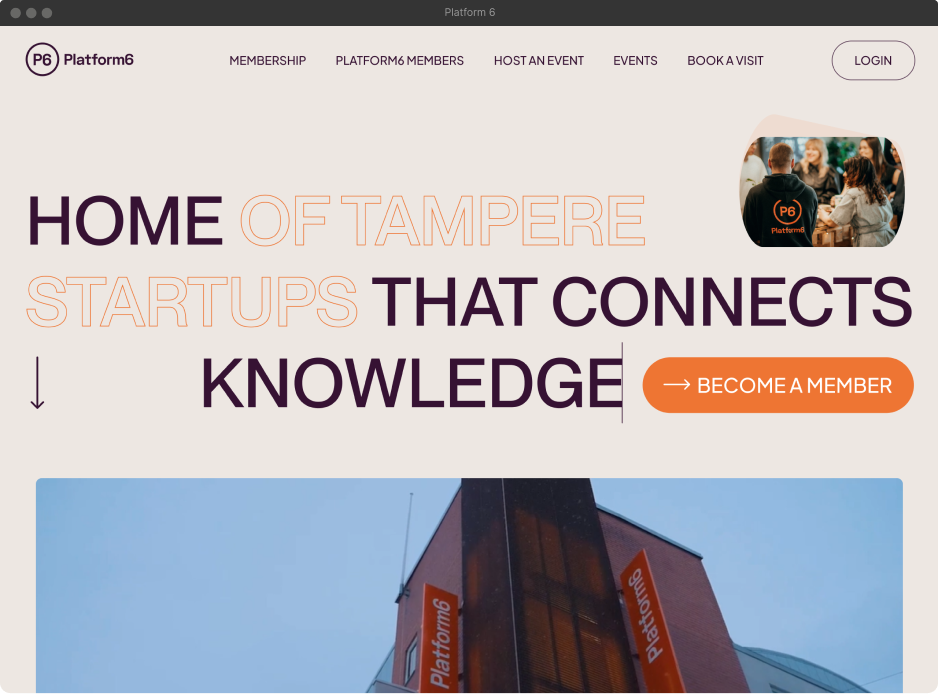 Platform 6
P6 Platform6
MEMBERSHIP
PLATFORM6 MEMBERS
HOST AN EVENT
EVENTS
BOOK A VISIT
LOGIN
P6
Platform6
HOME OF TAMPERE
STARTUPS THAT CONNECTS
KNOWLEDGE
BECOME A MEMBER
Platform6
Platform6